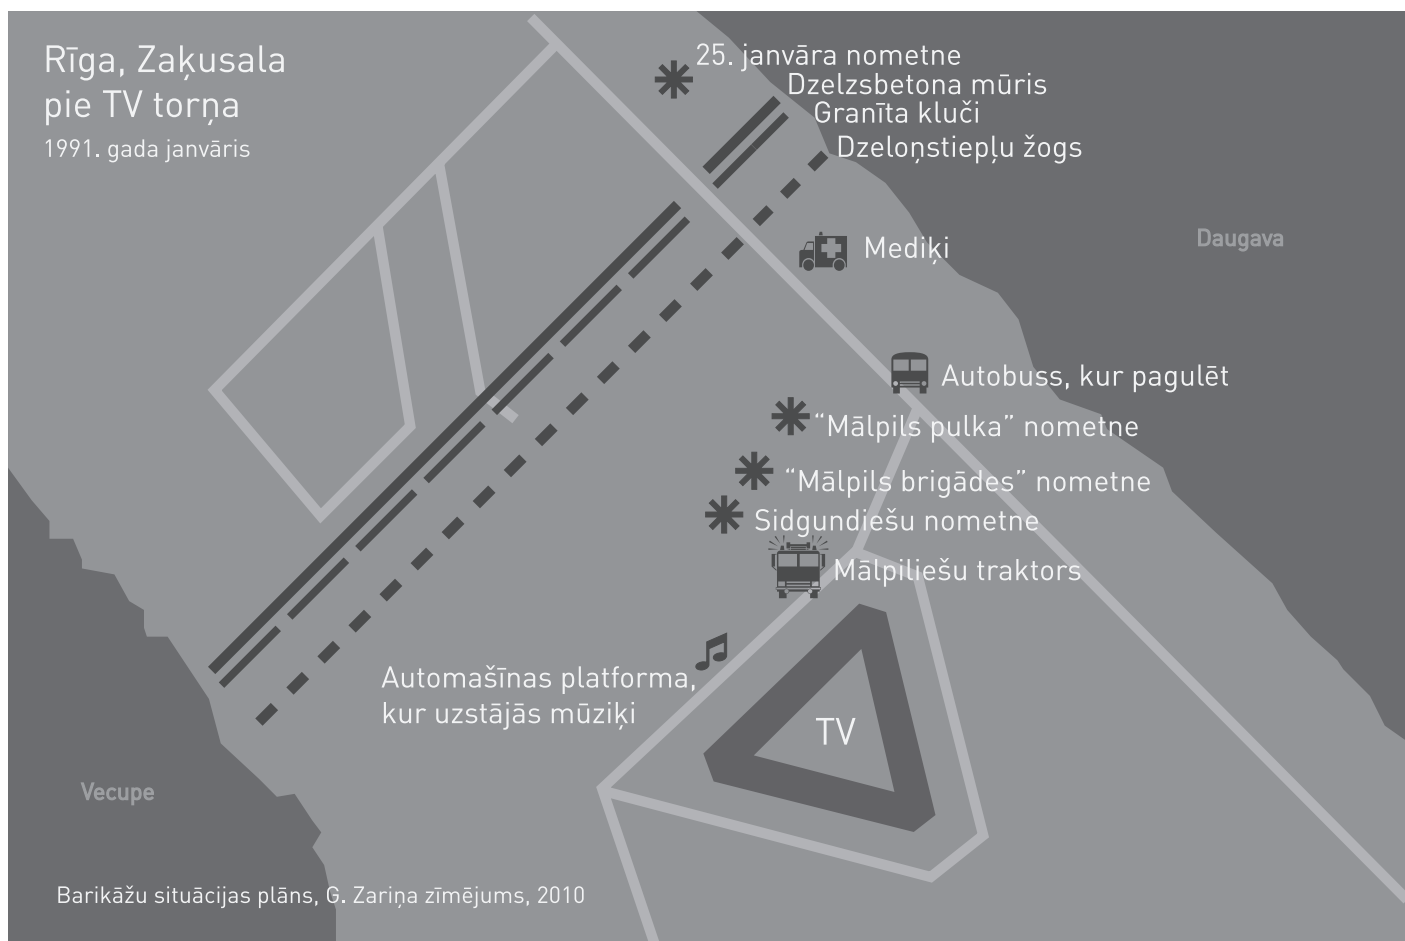 Rīga, Zaķusala
pie TV torņa
1991. gada janvāris
25. janvāra nometne
Dzelzsbetona mūris
Granīta kluči
Dzeloņstiepļu žogs
Daugava
Mediķi
Autobuss, kur pagulēt
“Mālpils pulka” nometne
“Mālpils brigādes” nometne
Sidgundiešu nometne
Mālpiliešu traktors
Automašīnas platforma,
kur uzstājās mūziķi
TV
Vecupe
Barikāžu situācijas plāns, G. Zariņa zīmējums, 2010